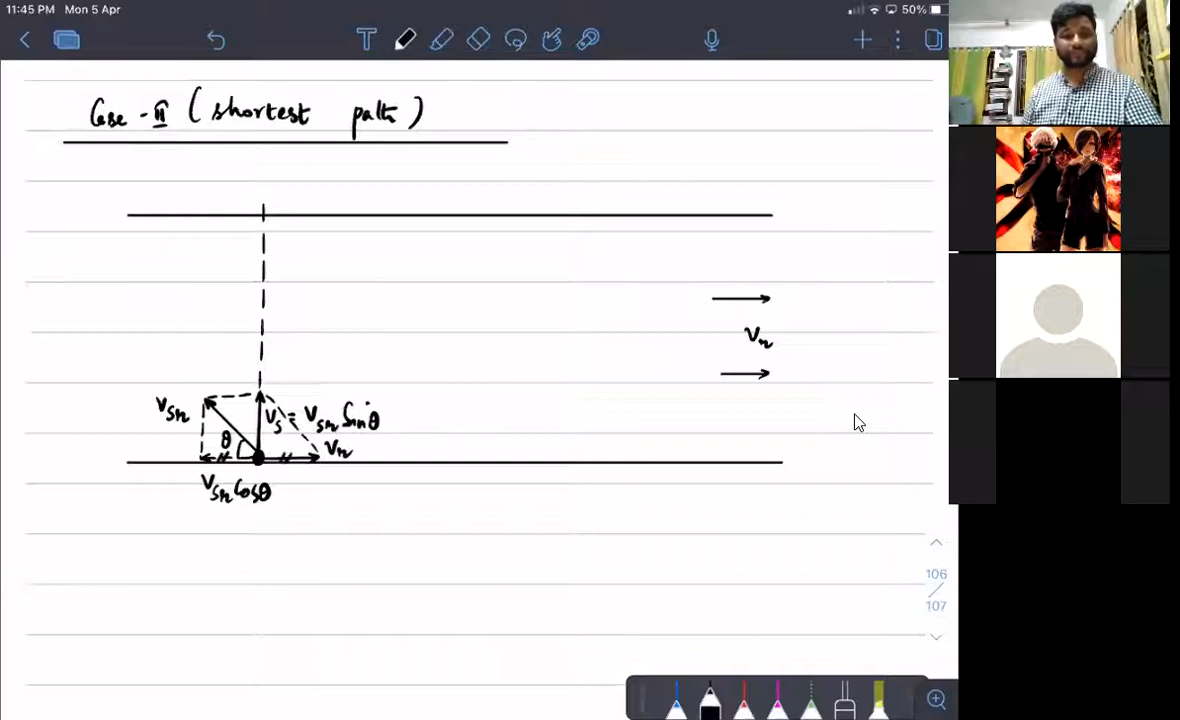 11:45 PM Mon 5 Apr
50%
Case - II (shortest path)
Vr
Vsr
Vs = Vsr Sinθ
θ
Vr
Vsr Cosθ
106
/
107